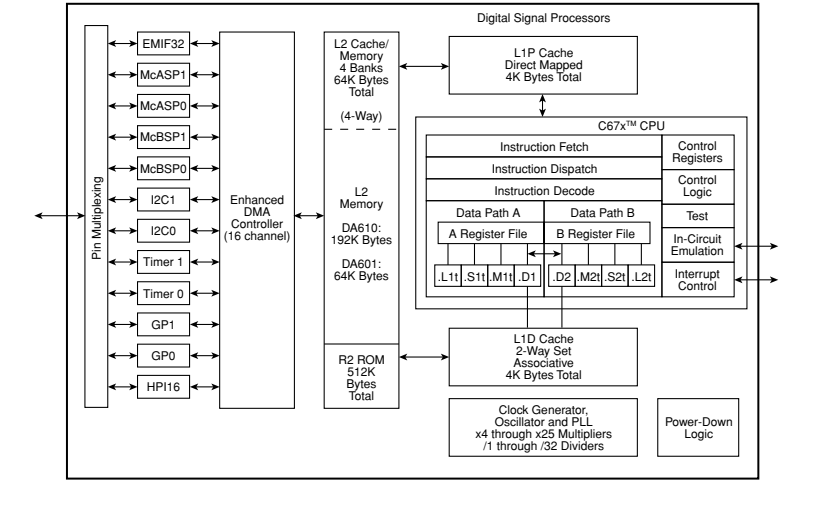 Digital Signal Processors
Pin Multiplexing
EMIF32
McASP1
McASP0
McBSP1
McBSP0
I2C1
I2C0
Timer 1
Timer 0
GP1
GP0
HPI16
Enhanced
DMA
Controller
(16 channel)
L2 Cache/
Memory
4 Banks
64K Bytes
Total
(4-Way)
L2
Memory
DA610:
192K Bytes
DA601:
64K Bytes
R2 ROM
512K
Bytes
Total
L1P Cache
Direct Mapped
4K Bytes Total
C67x™ CPU
Instruction Fetch
Instruction Dispatch
Instruction Decode
Data Path A
A Register File
.L1t .S1t .M1t .D1
Data Path B
B Register File
.D2 .M2t .S2t .L2t
Control
Registers
Control
Logic
Test
In-Circuit
Emulation
Interrupt
Control
L1D Cache
2-Way Set
Associative
4K Bytes Total
Clock Generator,
Oscillator and PLL
x4 through x25 Multipliers
/1 through /32 Dividers
Power-Down
Logic